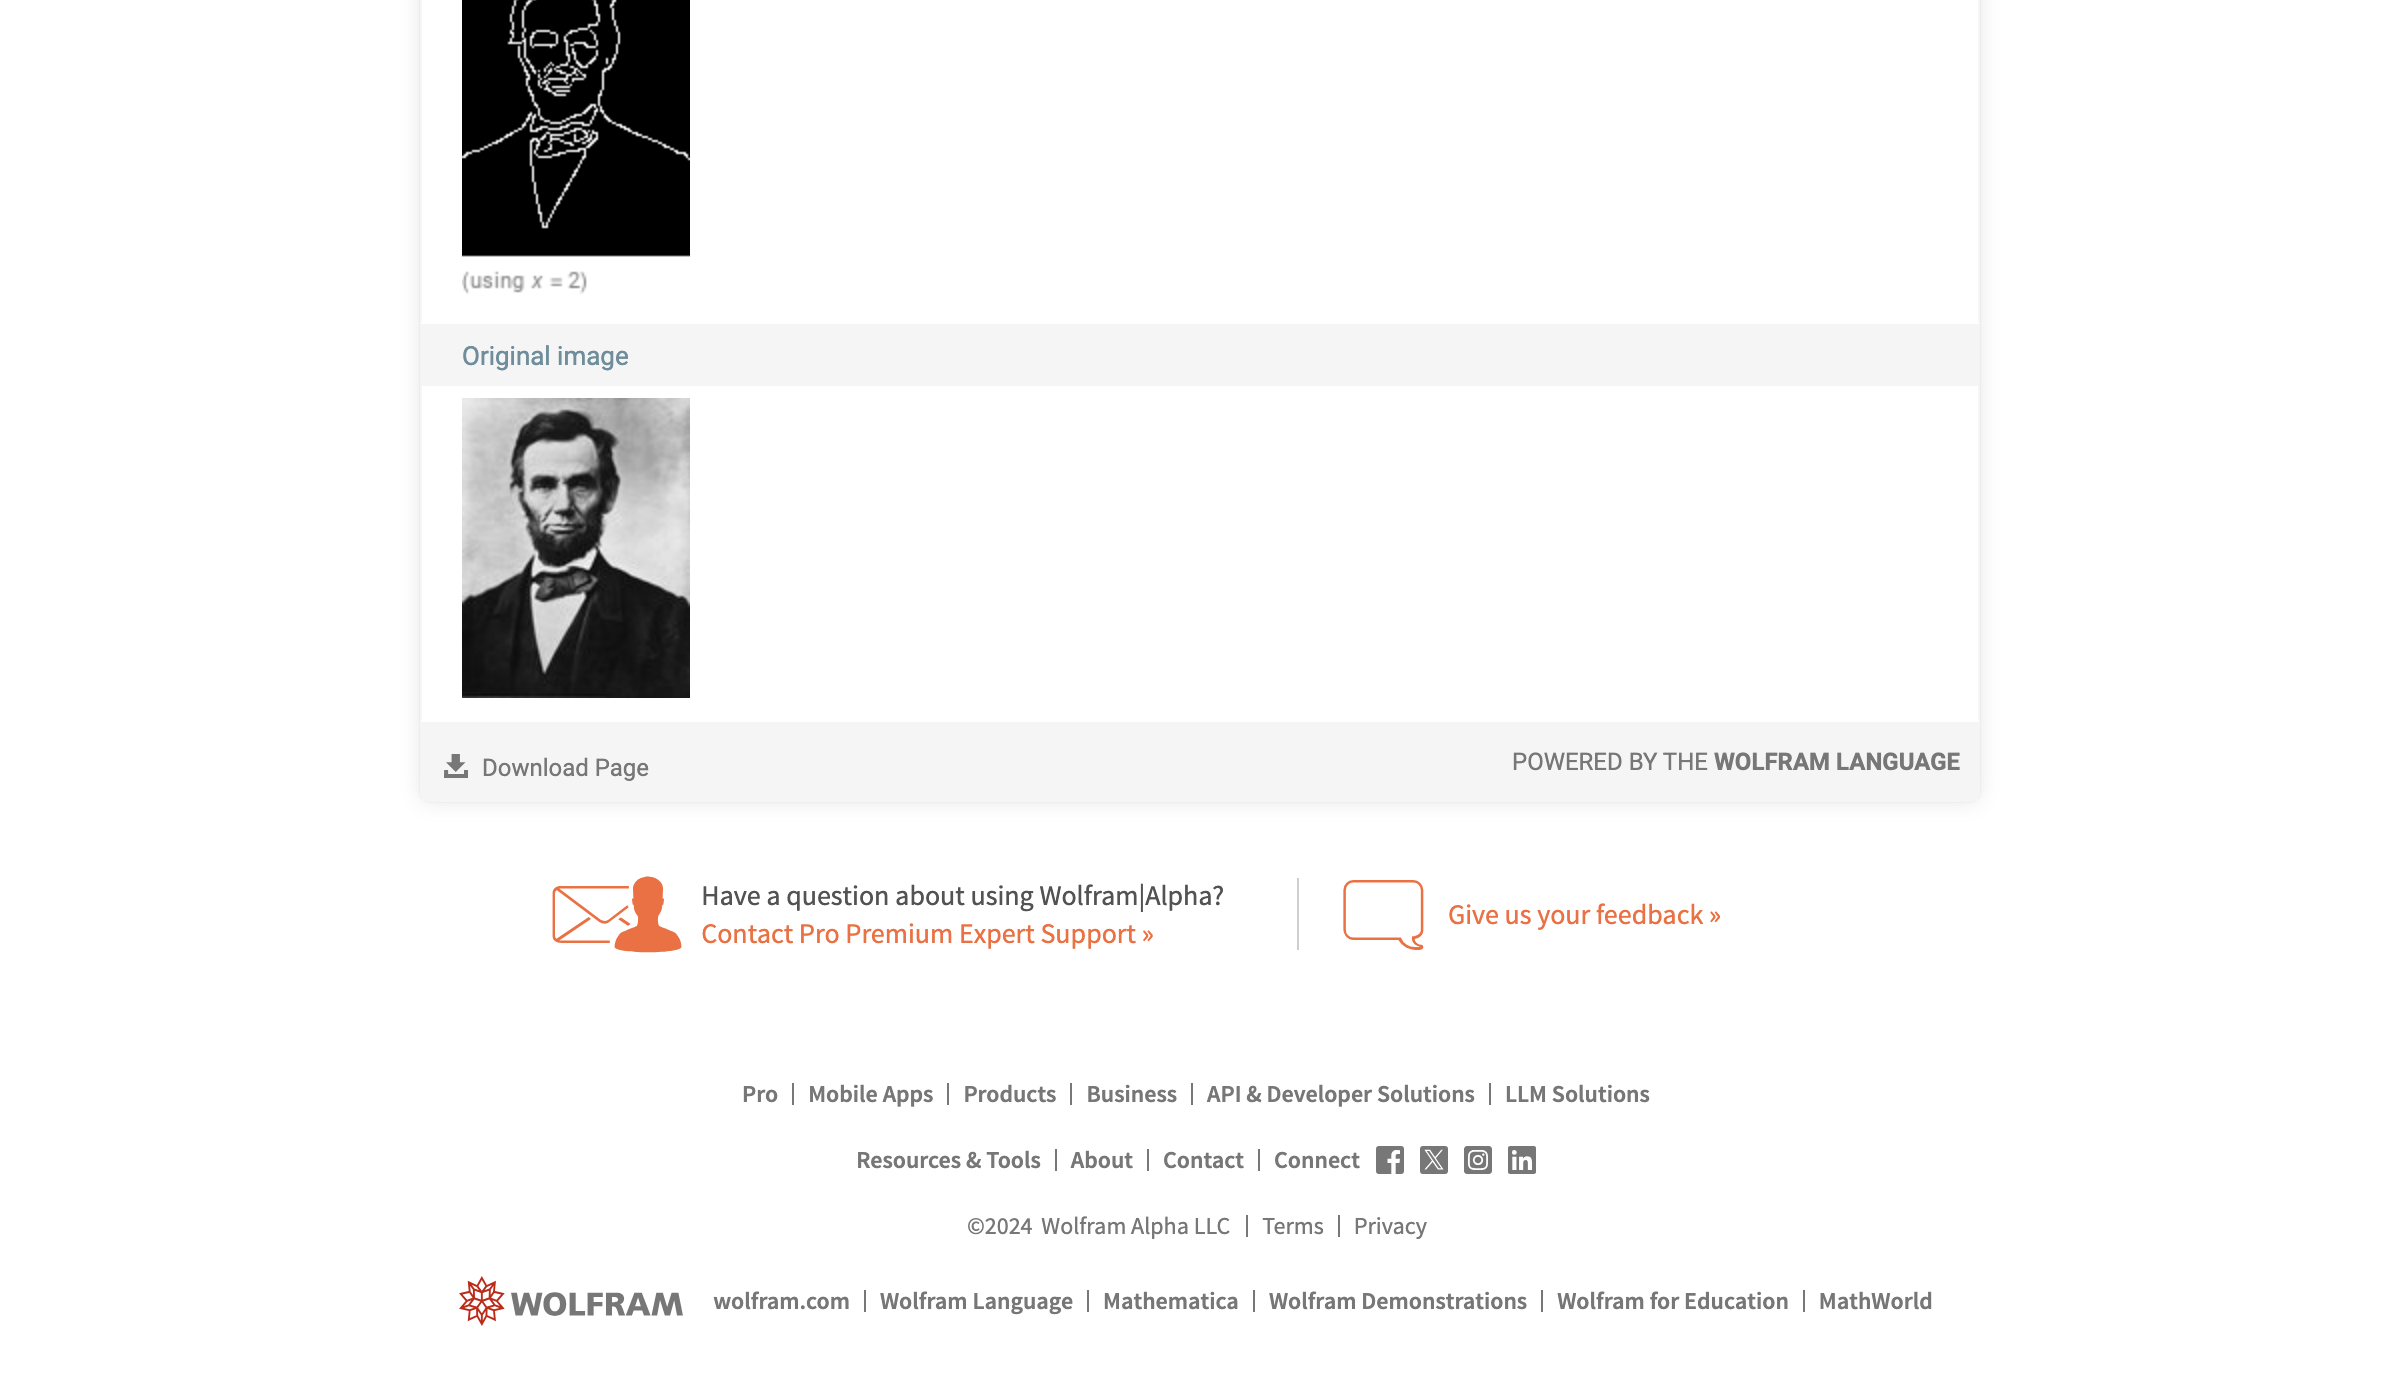 (using x = 2)
Original image
Download Page
POWERED BY THE WOLFRAM LANGUAGE
Have a question about using Wolfram|Alpha?
Contact Pro Premium Expert Support »
Give us your feedback »
Pro | Mobile Apps | Products | Business | API & Developer Solutions | LLM Solutions
Resources & Tools | About | Contact | Connect
©2024 Wolfram Alpha LLC | Terms | Privacy
WOLFRAM wolfram.com | Wolfram Language | Mathematica | Wolfram Demonstrations | Wolfram for Education | MathWorld